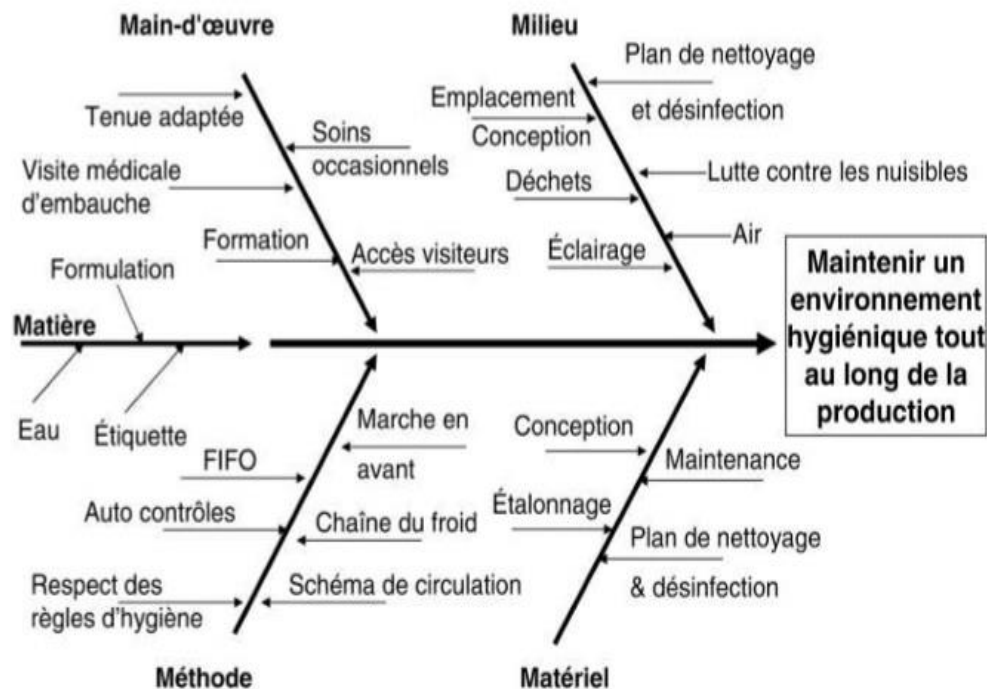 Main-d'œuvre
Milieu
Tenue adaptée
Soins
occasionnels
Visite médicale
d'embauche
Formation
Accès visiteurs
Plan de nettoyage
et désinfection
Emplacement
Conception
Lutte contre les nuisibles
Déchets
Air
Éclairage
Formulation
Matière
Eau
Étiquette
Maintenir un
environnement
hygiénique tout
au long de la
production
Marche en
avant
FIFO
Auto contrôles
Chaîne du froid
Respect des
règles d'hygiène
Schéma de circulation
Méthode
Conception
Maintenance
Étalonnage
Plan de nettoyage
& désinfection
Matériel